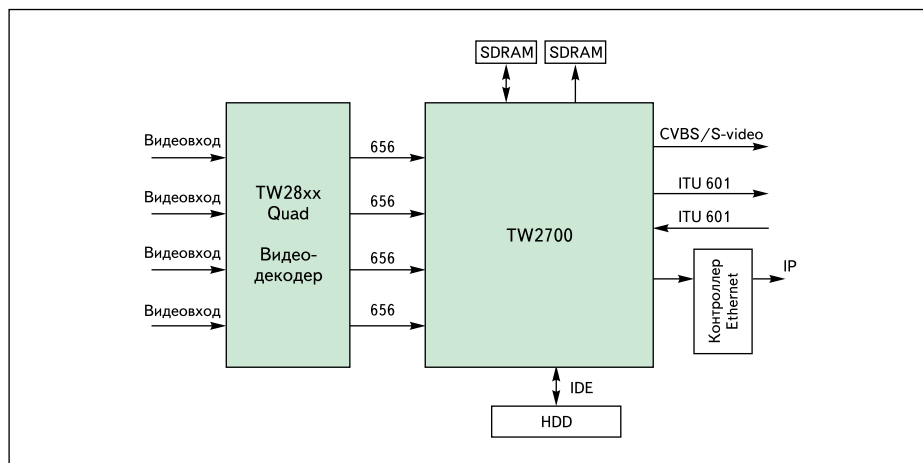 SDRAM
SDRAM
Видеовход
Видеовход
Видеовход
Видеовход
TW28xx
Quad
Видео-
декодер
656
656
656
656
TW2700
CVBS/S-video
ITU 601
ITU 601
Контроллер
Ethernet
IP
IDE
HDD